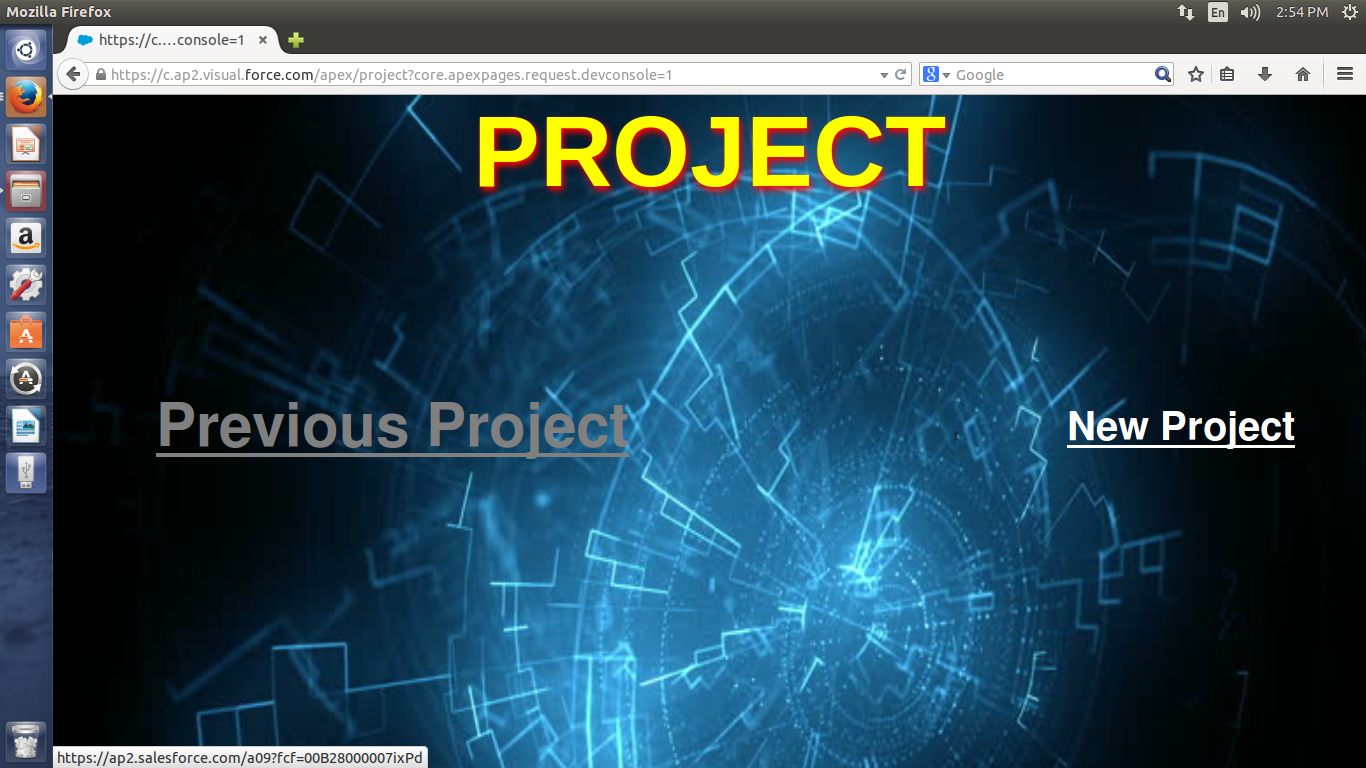 Mozilla Firefox
En
2:54 PM
https://c....console=1
https://c.ap2.visual.force.com/apex/project?core.apexpages.request.devconsole=1
Google
PROJECT
Previous Project
New Project
https://ap2.salesforce.com/a09?fcf=00B28000007ixPd